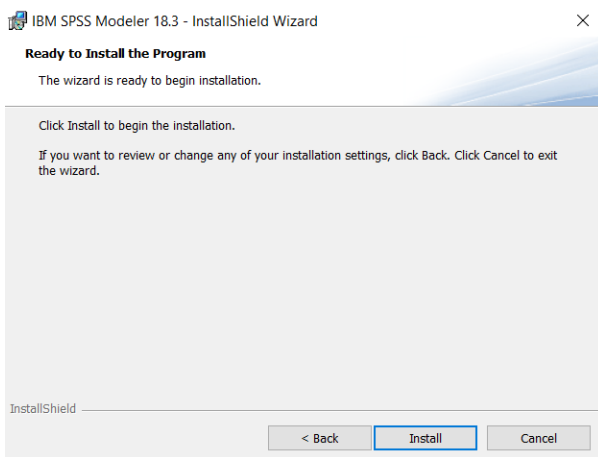 IBM SPSS Modeler 18.3 - InstallShield Wizard
Ready to Install the Program
The wizard is ready to begin installation.
Click Install to begin the installation.
If you want to review or change any of your installation settings, click Back. Click Cancel to exit
the wizard.
InstallShield
< Back Install Cancel